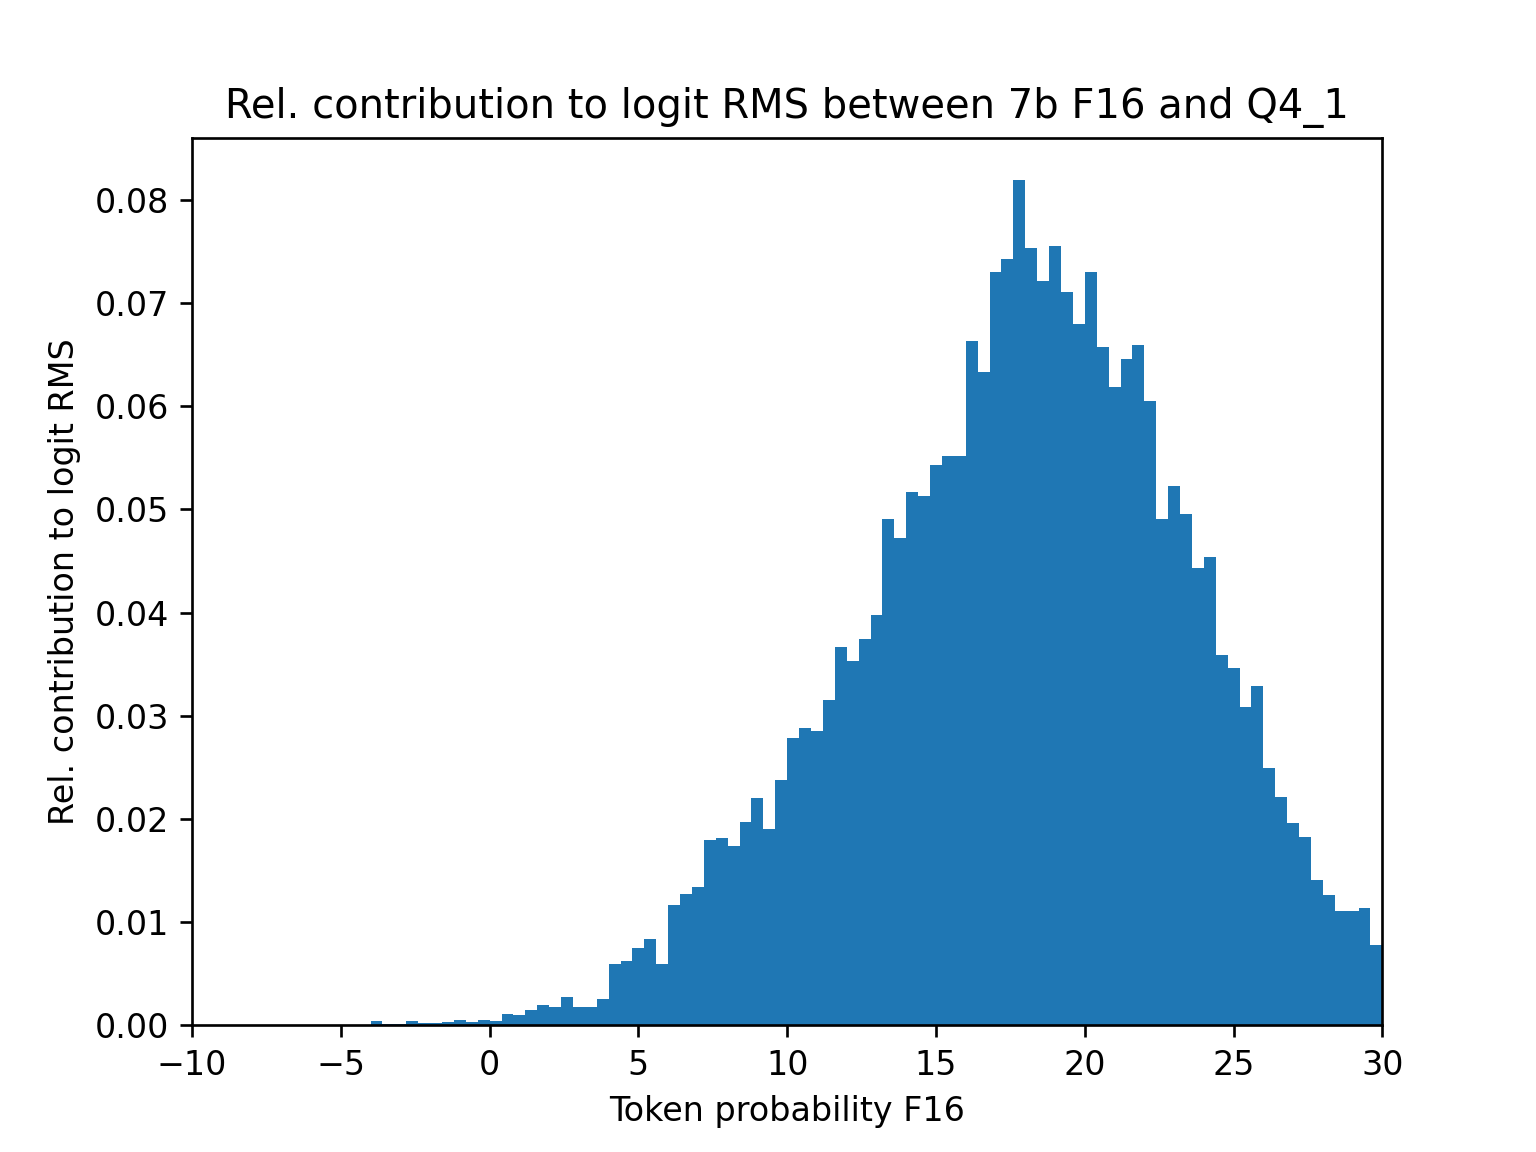 Rel. contribution to logit RMS between 7b F16 and Q4_1
Rel. contribution to logit RMS
0.08
0.07
0.06
0.05
0.04
0.03
0.02
0.01
0.00
−10 −5 0 5 10 15 20 25 30
Token probability F16